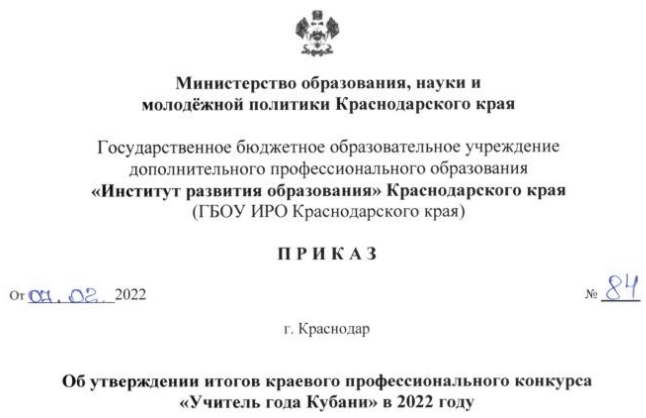 Министерство образования, науки и
молодёжной политики Краснодарского края
Государственное бюджетное образовательное учреждение
дополнительного профессионального образования
«Институт развития образования» Краснодарского края
(ГБОУ ИРО Краснодарского края)
П Р И К А З
От 07. 02. 2022 № 84
г. Краснодар
Об утверждении итогов краевого профессионального конкурса
«Учитель года Кубани» в 2022 году